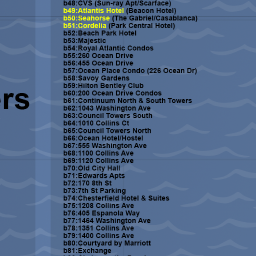 b48:CVS (Sun-ray Apt/Scarface)
b49:Atlantis Hotel (Beacon Hotel)
b50:Seahorse (The Gabriel/Casablanca)
b51:Cordelia (Park Central Hotel)
b52:Beach Park Hotel
b53:Majestic
b54:Royal Atlantic Condos
b55:260 Ocean Dr
b56:455 Ocean Dr
b57:Ocean Place Condo (226 Ocean Dr)
b58:Savoy Gardens
b59:Hilton Bentley Club
b60:200 Ocean Drive Condos
b61:Continuum North & South Towers
b62:1043 Washington Ave
b63:Council Towers South
b64:1010 Collins Ct
b65:Council Towers North
b66:Ocean Hotel/Hostel
b67:555 Washington Ave
b68:1100 Collins Ave
b69:1120 Collins Ave
b70:Old City Hall
b71:Edwards Apts
b72:170 8th St
b73:7th St Parking
b74:Chesterfield Hotel & Suites
b75:1208 Collins Ave
b76:405 Espanola Way
b77:1464 Washington Ave
b78:1351 Collins Ave
b79:1400 Collins Ave
b80:Courtyard by Marriott
b81:Exchange
rs